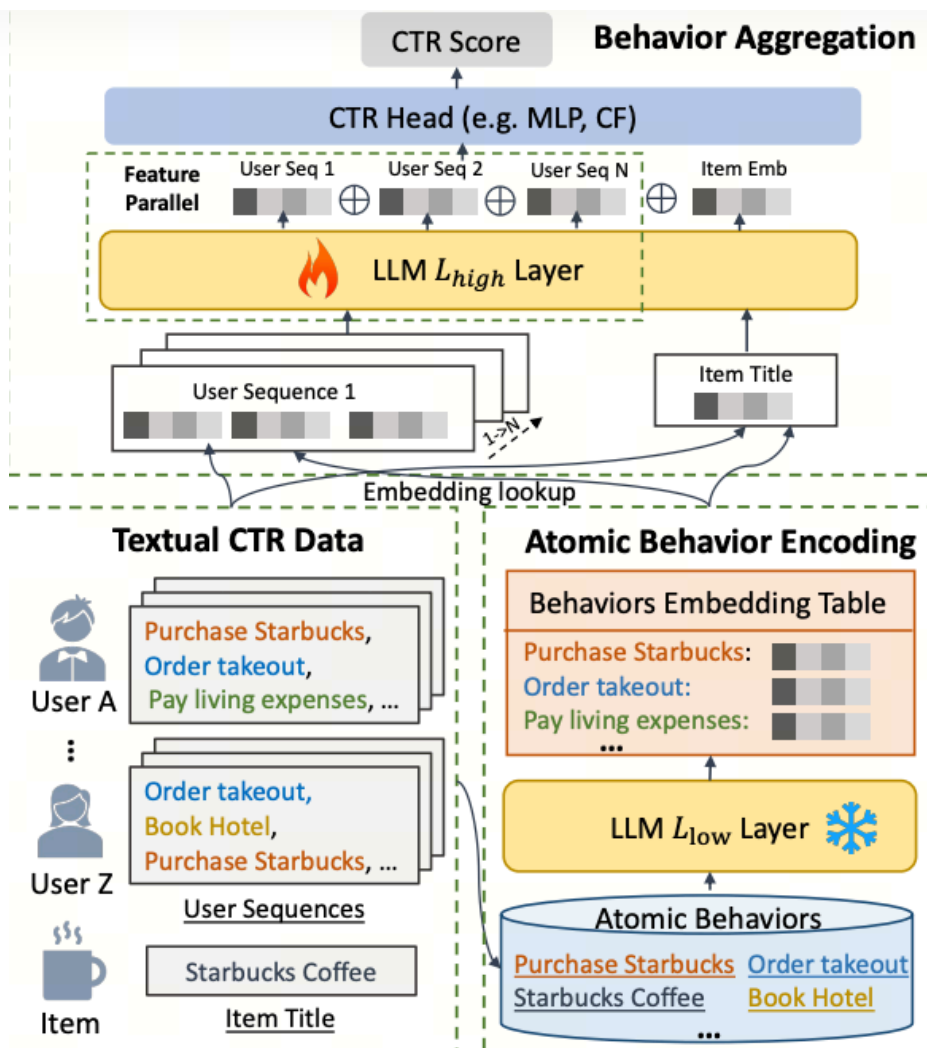 CTR Score
Behavior Aggregation
CTR Head (e.g. MLP, CF)
Feature
Parallel
User Seq 1
User Seq 2
User Seq N
Item Emb
LLM L_high Layer
User Sequence 1
1->N
Item Title
Embedding lookup
Textual CTR Data
User A
Purchase Starbucks,
Order takeout,
Pay living expenses, ...
User Z
Order takeout,
Book Hotel,
Purchase Starbucks, ...
User Sequences
Item
Starbucks Coffee
Item Title
Atomic Behavior Encoding
Behaviors Embedding Table
Purchase Starbucks:
Order takeout:
Pay living expenses:
...
LLM L_low Layer
Atomic Behaviors
Purchase Starbucks Order takeout
Starbucks Coffee Book Hotel
...